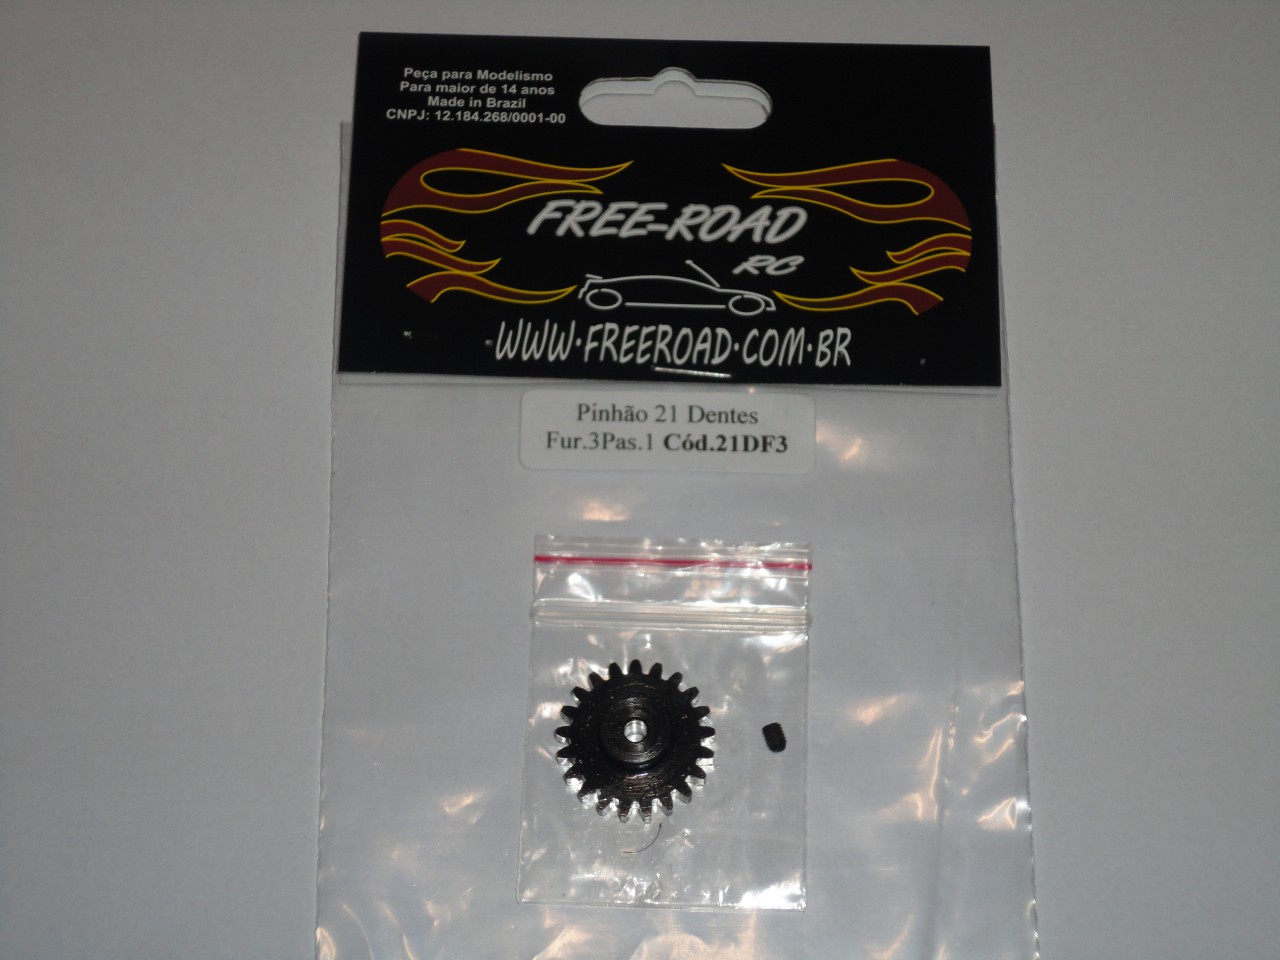 Peça para Modelismo
Para maior de 14 anos
Made in Brazil
CNPJ: 12.184.268/0001-00
FREE-ROAD
RC
WWW·FREEROAD·COM·BR
Pinhão 21 Dentes
Fur.3Pas.1 Cód.21DF3